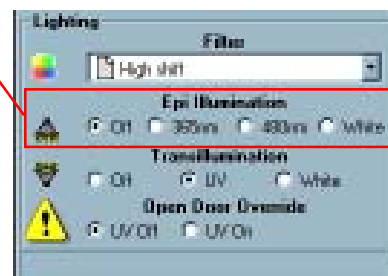 Lighting
Filter
High shift
Epi Illumination
Off 365nm 480nm White
Transillumination
Off UV White
Open Door Override
UV Off UV On